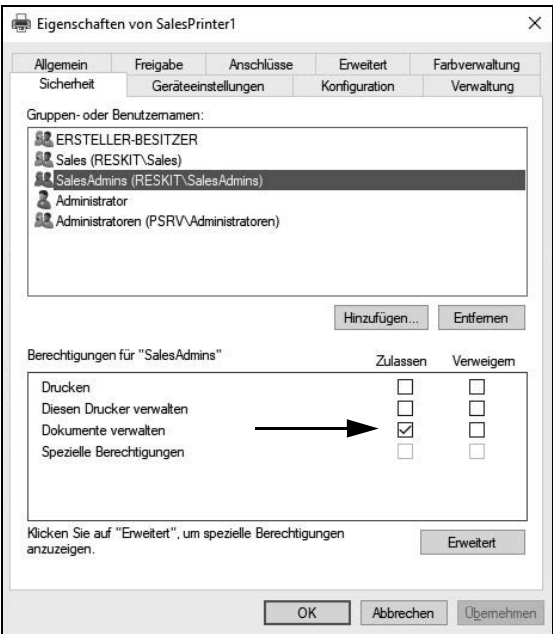 Eigenschaften von SalesPrinter1
Allgemein Freigabe Anschlüsse Erweitert Farbverwaltung
Sicherheit Geräteeinstellungen Konfiguration Verwaltung
Gruppen- oder Benutzernamen:
ERSTELLER-BESITZER
Sales (RESKIT\Sales)
SalesAdmins (RESKIT\SalesAdmins)
Administrator
Administratoren (PSRV\Administratoren)
Hinzufügen... Entfernen
Berechtigungen für "SalesAdmins" Zulassen Verweigern
Drucken
Diesen Drucker verwalten
Dokumente verwalten
Spezielle Berechtigungen
Klicken Sie auf "Erweitert", um spezielle Berechtigungen
anzuzeigen.
Erweitert
OK Abbrechen Übernehmen